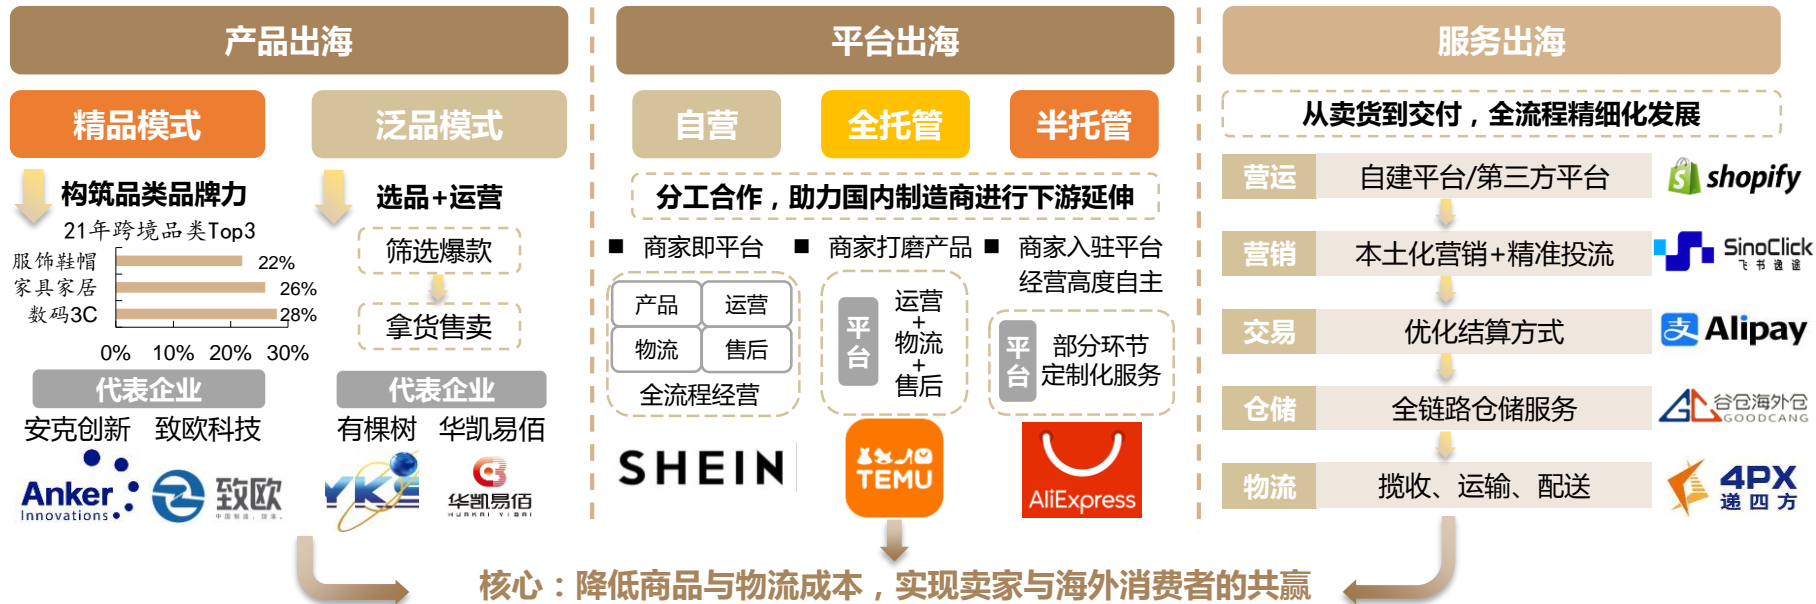 产品出海
精品模式
泛品模式
构筑品类品牌力
21年跨境品类Top3
服饰鞋帽 22%
家具家居 26%
数码3C 28%
0% 10% 20% 30%
选品+运营
筛选爆款
拿货售卖
代表企业
安克创新 致欧科技
Anker
Innovations
致欧
代表企业
有棵树 华凯易佰
YKS
华凯易佰
HUAKAI YIBAI
平台出海
自营
全托管
半托管
分工合作，助力国内制造商进行下游延伸
■ 商家即平台
产品 运营
物流 售后
全流程经营
SHEIN
■ 商家打磨产品
平台
运营
+
物流
+
售后
TEMU
■ 商家入驻平台
经营高度自主
平台
部分环节
定制化服务
AliExpress
服务出海
从卖货到交付，全流程精细化发展
营运 自建平台/第三方平台
shopify
营销 本土化营销+精准投流
SinoClick
飞书逸途
交易 优化结算方式
支 Alipay
仓储 全链路仓储服务
谷仓海外仓
GOODCANG
物流 揽收、运输、配送
4PX
递四方
核心：降低商品与物流成本，实现卖家与海外消费者的共赢